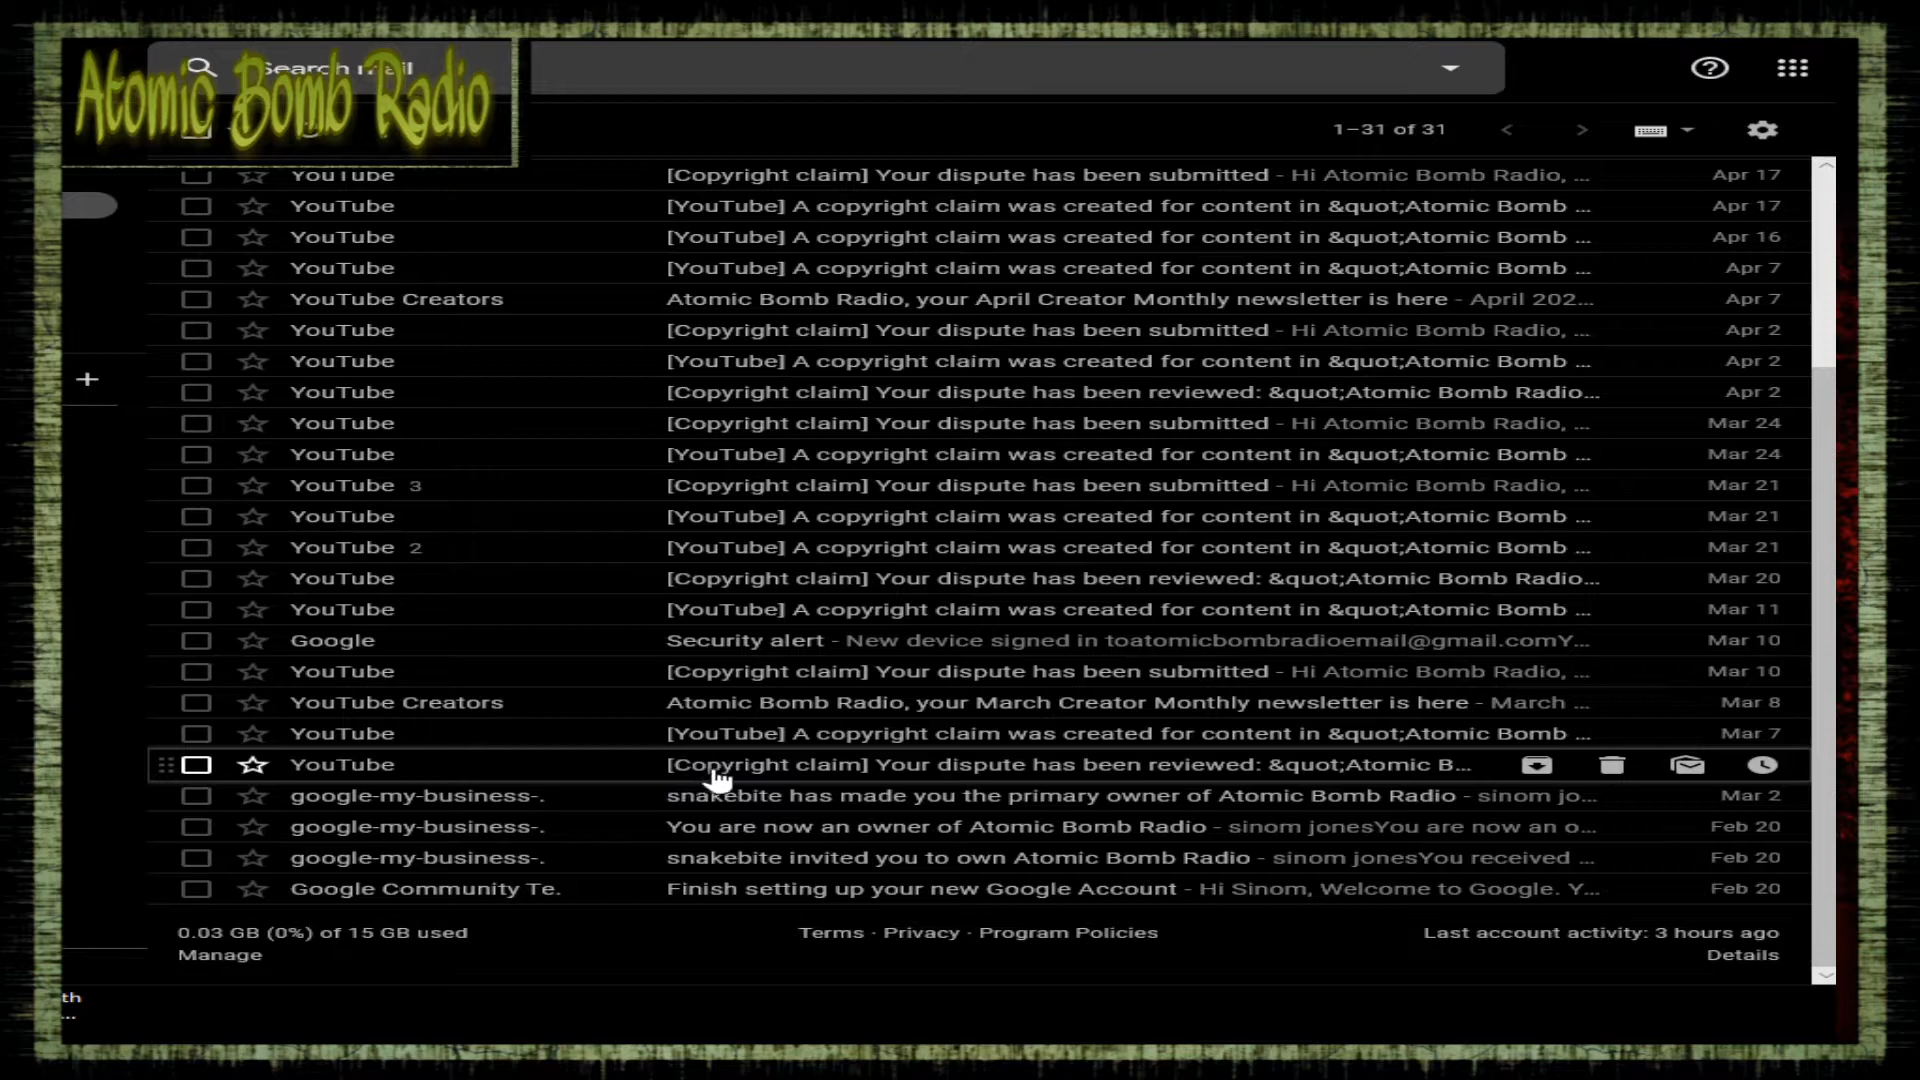 Atomic Bomb Radio
Search mail
1–31 of 31
YouTube [Copyright claim] Your dispute has been submitted - Hi Atomic Bomb Radio, ... Apr 17
YouTube [YouTube] A copyright claim was created for content in &quot;Atomic Bomb ... Apr 17
YouTube [YouTube] A copyright claim was created for content in &quot;Atomic Bomb ... Apr 16
YouTube [YouTube] A copyright claim was created for content in &quot;Atomic Bomb ... Apr 7
YouTube Creators Atomic Bomb Radio, your April Creator Monthly newsletter is here - April 202... Apr 7
YouTube [Copyright claim] Your dispute has been submitted - Hi Atomic Bomb Radio, ... Apr 2
YouTube [YouTube] A copyright claim was created for content in &quot;Atomic Bomb ... Apr 2
YouTube [Copyright claim] Your dispute has been reviewed: &quot;Atomic Bomb Radio... Apr 2
YouTube [Copyright claim] Your dispute has been submitted - Hi Atomic Bomb Radio, ... Mar 24
YouTube [YouTube] A copyright claim was created for content in &quot;Atomic Bomb ... Mar 24
YouTube 3 [Copyright claim] Your dispute has been submitted - Hi Atomic Bomb Radio, ... Mar 21
YouTube [YouTube] A copyright claim was created for content in &quot;Atomic Bomb ... Mar 21
YouTube 2 [YouTube] A copyright claim was created for content in &quot;Atomic Bomb ... Mar 21
YouTube [Copyright claim] Your dispute has been reviewed: &quot;Atomic Bomb Radio... Mar 20
YouTube [YouTube] A copyright claim was created for content in &quot;Atomic Bomb ... Mar 11
Google Security alert - New device signed in toatomicbombradioemail@gmail.comY... Mar 10
YouTube [Copyright claim] Your dispute has been submitted - Hi Atomic Bomb Radio, ... Mar 10
YouTube Creators Atomic Bomb Radio, your March Creator Monthly newsletter is here - March ... Mar 8
YouTube [YouTube] A copyright claim was created for content in &quot;Atomic Bomb ... Mar 7
YouTube [Copyright claim] Your dispute has been reviewed: &quot;Atomic B...
google-my-business-. snakebite has made you the primary owner of Atomic Bomb Radio - sinom jo... Mar 2
google-my-business-. You are now an owner of Atomic Bomb Radio - sinom jonesYou are now an o... Feb 20
google-my-business-. snakebite invited you to own Atomic Bomb Radio - sinom jonesYou received ... Feb 20
Google Community Te. Finish setting up your new Google Account - Hi Sinom, Welcome to Google. Y... Feb 20
0.03 GB (0%) of 15 GB used Terms · Privacy · Program Policies Last account activity: 3 hours ago
Manage Details
th
...